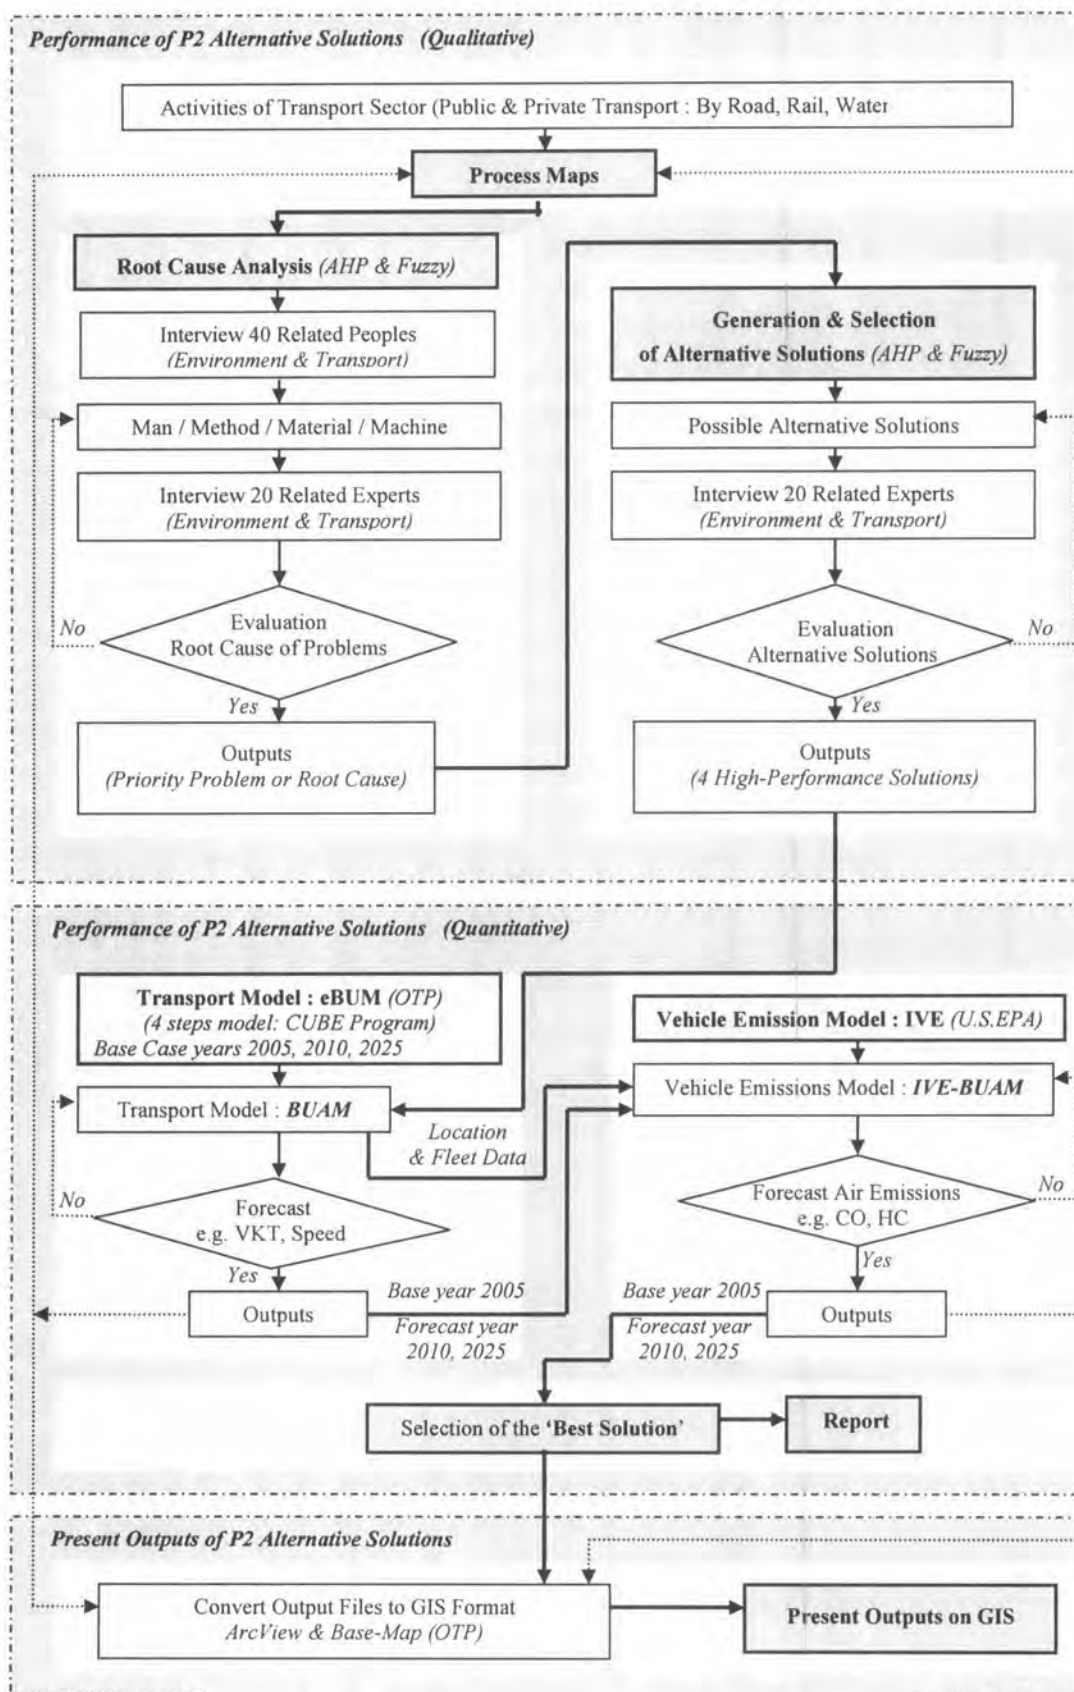 Performance of P2 Alternative Solutions (Qualitative)
Activities of Transport Sector (Public & Private Transport : By Road, Rail, Water
Process Maps
Root Cause Analysis (AHP & Fuzzy)
Interview 40 Related Peoples
(Environment & Transport)
Man / Method / Material / Machine
Interview 20 Related Experts
(Environment & Transport)
No
Evaluation
Root Cause of Problems
Yes
Outputs
(Priority Problem or Root Cause)
Generation & Selection
of Alternative Solutions (AHP & Fuzzy)
Possible Alternative Solutions
Interview 20 Related Experts
(Environment & Transport)
Evaluation
Alternative Solutions
No
Yes
Outputs
(4 High-Performance Solutions)
Performance of P2 Alternative Solutions (Quantitative)
Transport Model : eBUM (OTP)
(4 steps model: CUBE Program)
Base Case years 2005, 2010, 2025
Transport Model : BUAM
Location
& Fleet Data
No
Forecast
e.g. VKT, Speed
Yes
Outputs
Base year 2005
Forecast year
2010, 2025
Vehicle Emission Model : IVE (U.S.EPA)
Vehicle Emissions Model : IVE-BUAM
Forecast Air Emissions
e.g. CO, HC
No
Yes
Outputs
Base year 2005
Forecast year
2010, 2025
Selection of the ‘Best Solution’
Report
Present Outputs of P2 Alternative Solutions
Convert Output Files to GIS Format
ArcView & Base-Map (OTP)
Present Outputs on GIS